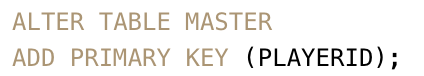 ALTER TABLE MASTER
ADD PRIMARY KEY (PLAYERID);